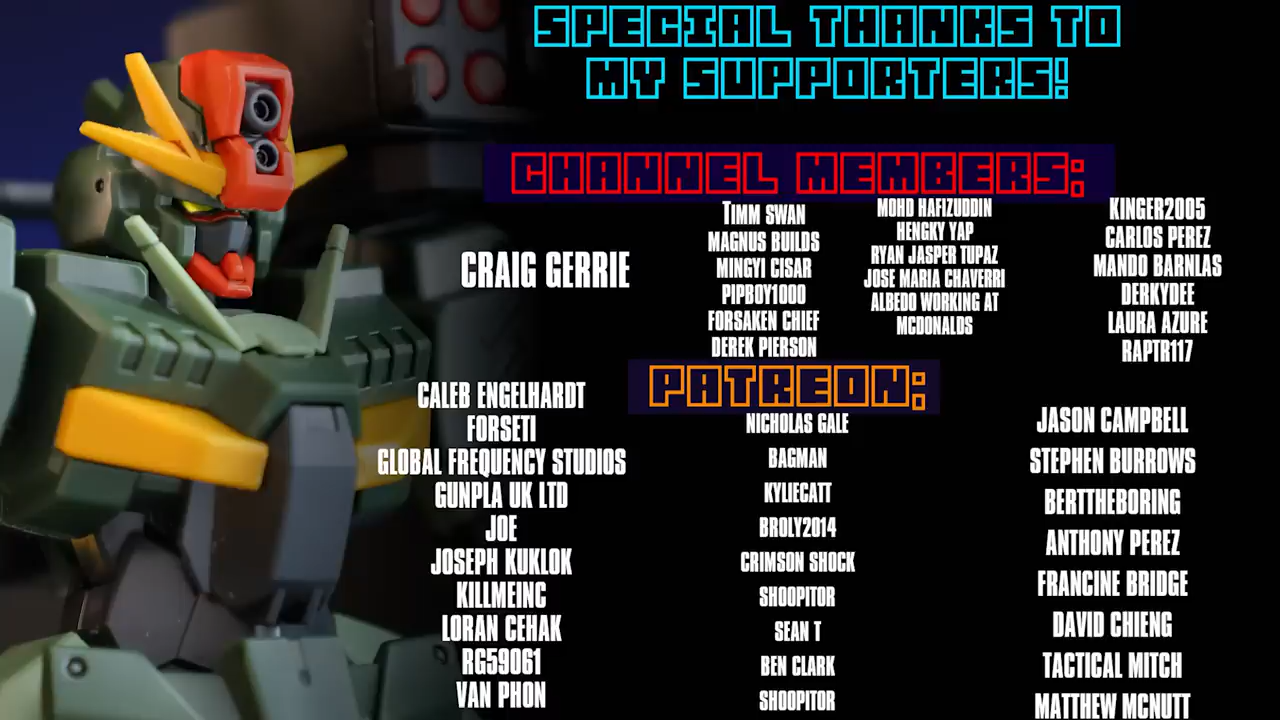 SPECIAL THANKS TO
MY SUPPORTERS!
CHANNEL MEMBERS:
CRAIG GERRIE
TIMM SWAN
MAGNUS BUILDS
MINGYI CISAR
PIPBOY1000
FORSAKEN CHIEF
DEREK PIERSON
MOHD HAFIZUDDIN
HENGKY YAP
RYAN JASPER TUPAZ
JOSE MARIA CHAVERRI
ALBEDO WORKING AT
MCDONALDS
KINGER2005
CARLOS PEREZ
MANDO BARNLAS
DERKYDEE
LAURA AZURE
RAPTR117
PATREON:
CALEB ENGELHARDT
FORSETI
GLOBAL FREQUENCY STUDIOS
GUNPLA UK LTD
JOE
JOSEPH KUKLOK
KILLMEINC
LORAN CEHAK
RG59061
VAN PHON
NICHOLAS GALE
BAGMAN
KYLIECATT
BROLY2014
CRIMSON SHOCK
SHOOPITOR
SEAN T
BEN CLARK
SHOOPITOR
JASON CAMPBELL
STEPHEN BURROWS
BERTTHEBORING
ANTHONY PEREZ
FRANCINE BRIDGE
DAVID CHIENG
TACTICAL MITCH
MATTHEW MCNUTT